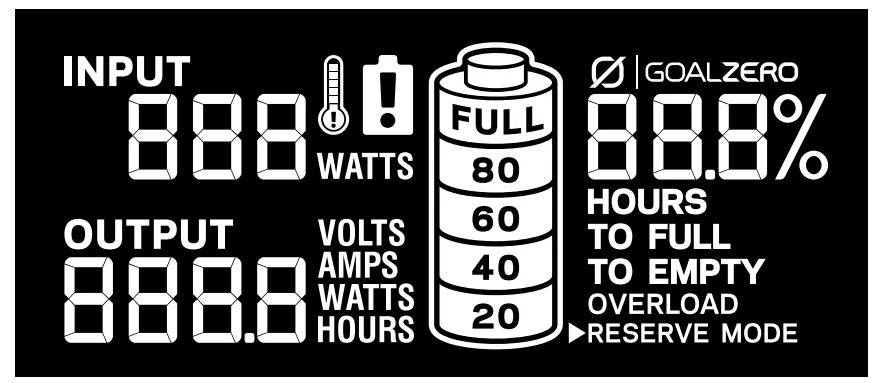 INPUT
888
WATTS
OUTPUT
888.8
VOLTS
AMPS
WATTS
HOURS
FULL
80
60
40
20
GOALZERO
88.8%
HOURS
TO FULL
TO EMPTY
OVERLOAD
▶RESERVE MODE